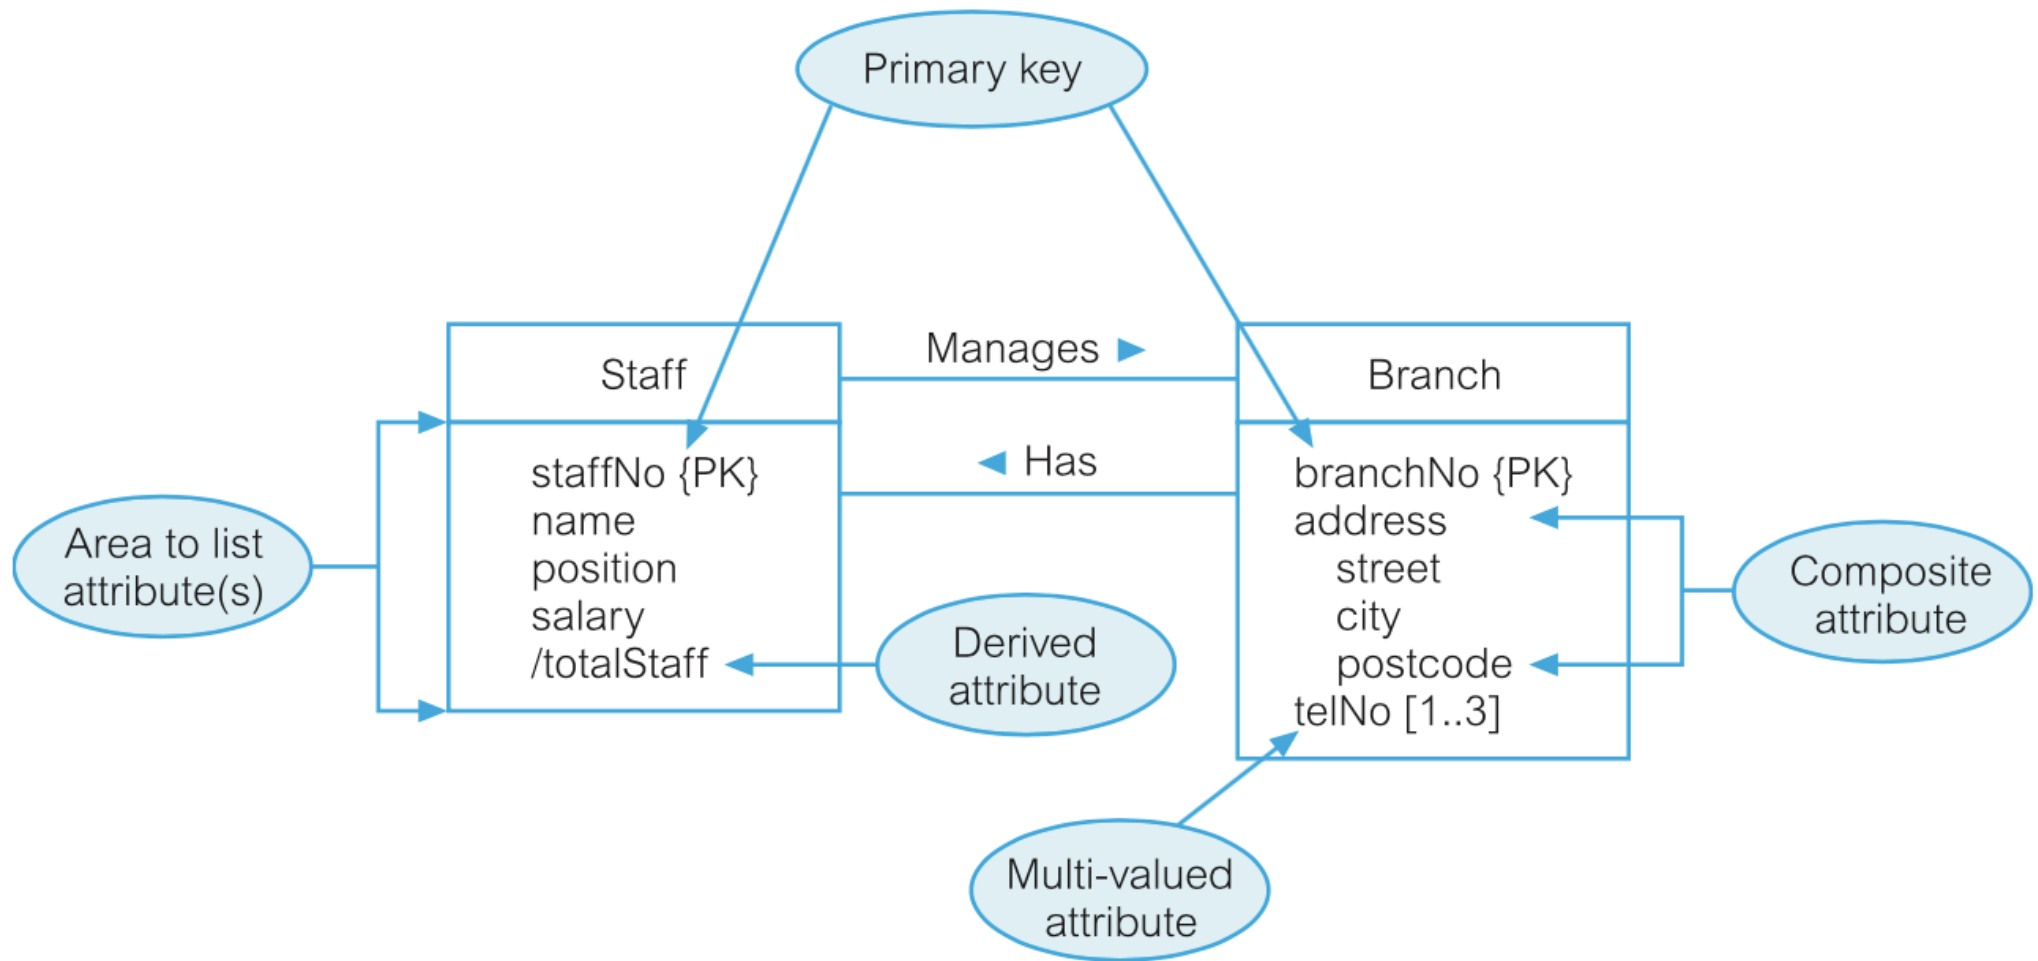 Primary key
Staff
Manages
Branch
Has
staffNo {PK}
name
position
salary
/totalStaff
branchNo {PK}
address
street
city
postcode
telNo [1..3]
Area to list
attribute(s)
Derived
attribute
Composite
attribute
Multi-valued
attribute